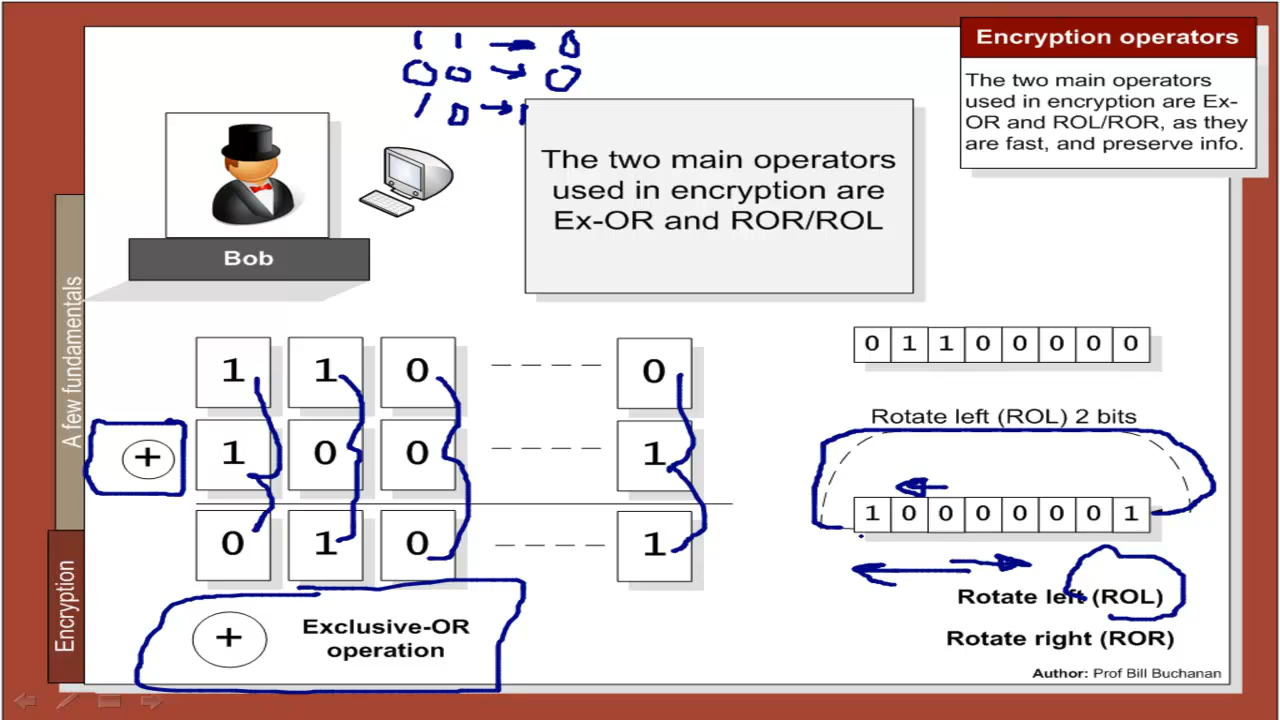 1 1 → 0
0 0 → 0
1 0 → 1
Encryption operators
The two main operators
used in encryption are Ex-
OR and ROL/ROR, as they
are fast, and preserve info.
The two main operators
used in encryption are
Ex-OR and ROR/ROL
Bob
A few fundamentals
Encryption
1 1 0 0
+ 1 0 0 1
0 1 0 1
+ Exclusive-OR
operation
0 1 1 0 0 0 0 0
Rotate left (ROL) 2 bits
1 0 0 0 0 0 0 1
Rotate left (ROL)
Rotate right (ROR)
Author: Prof Bill Buchanan